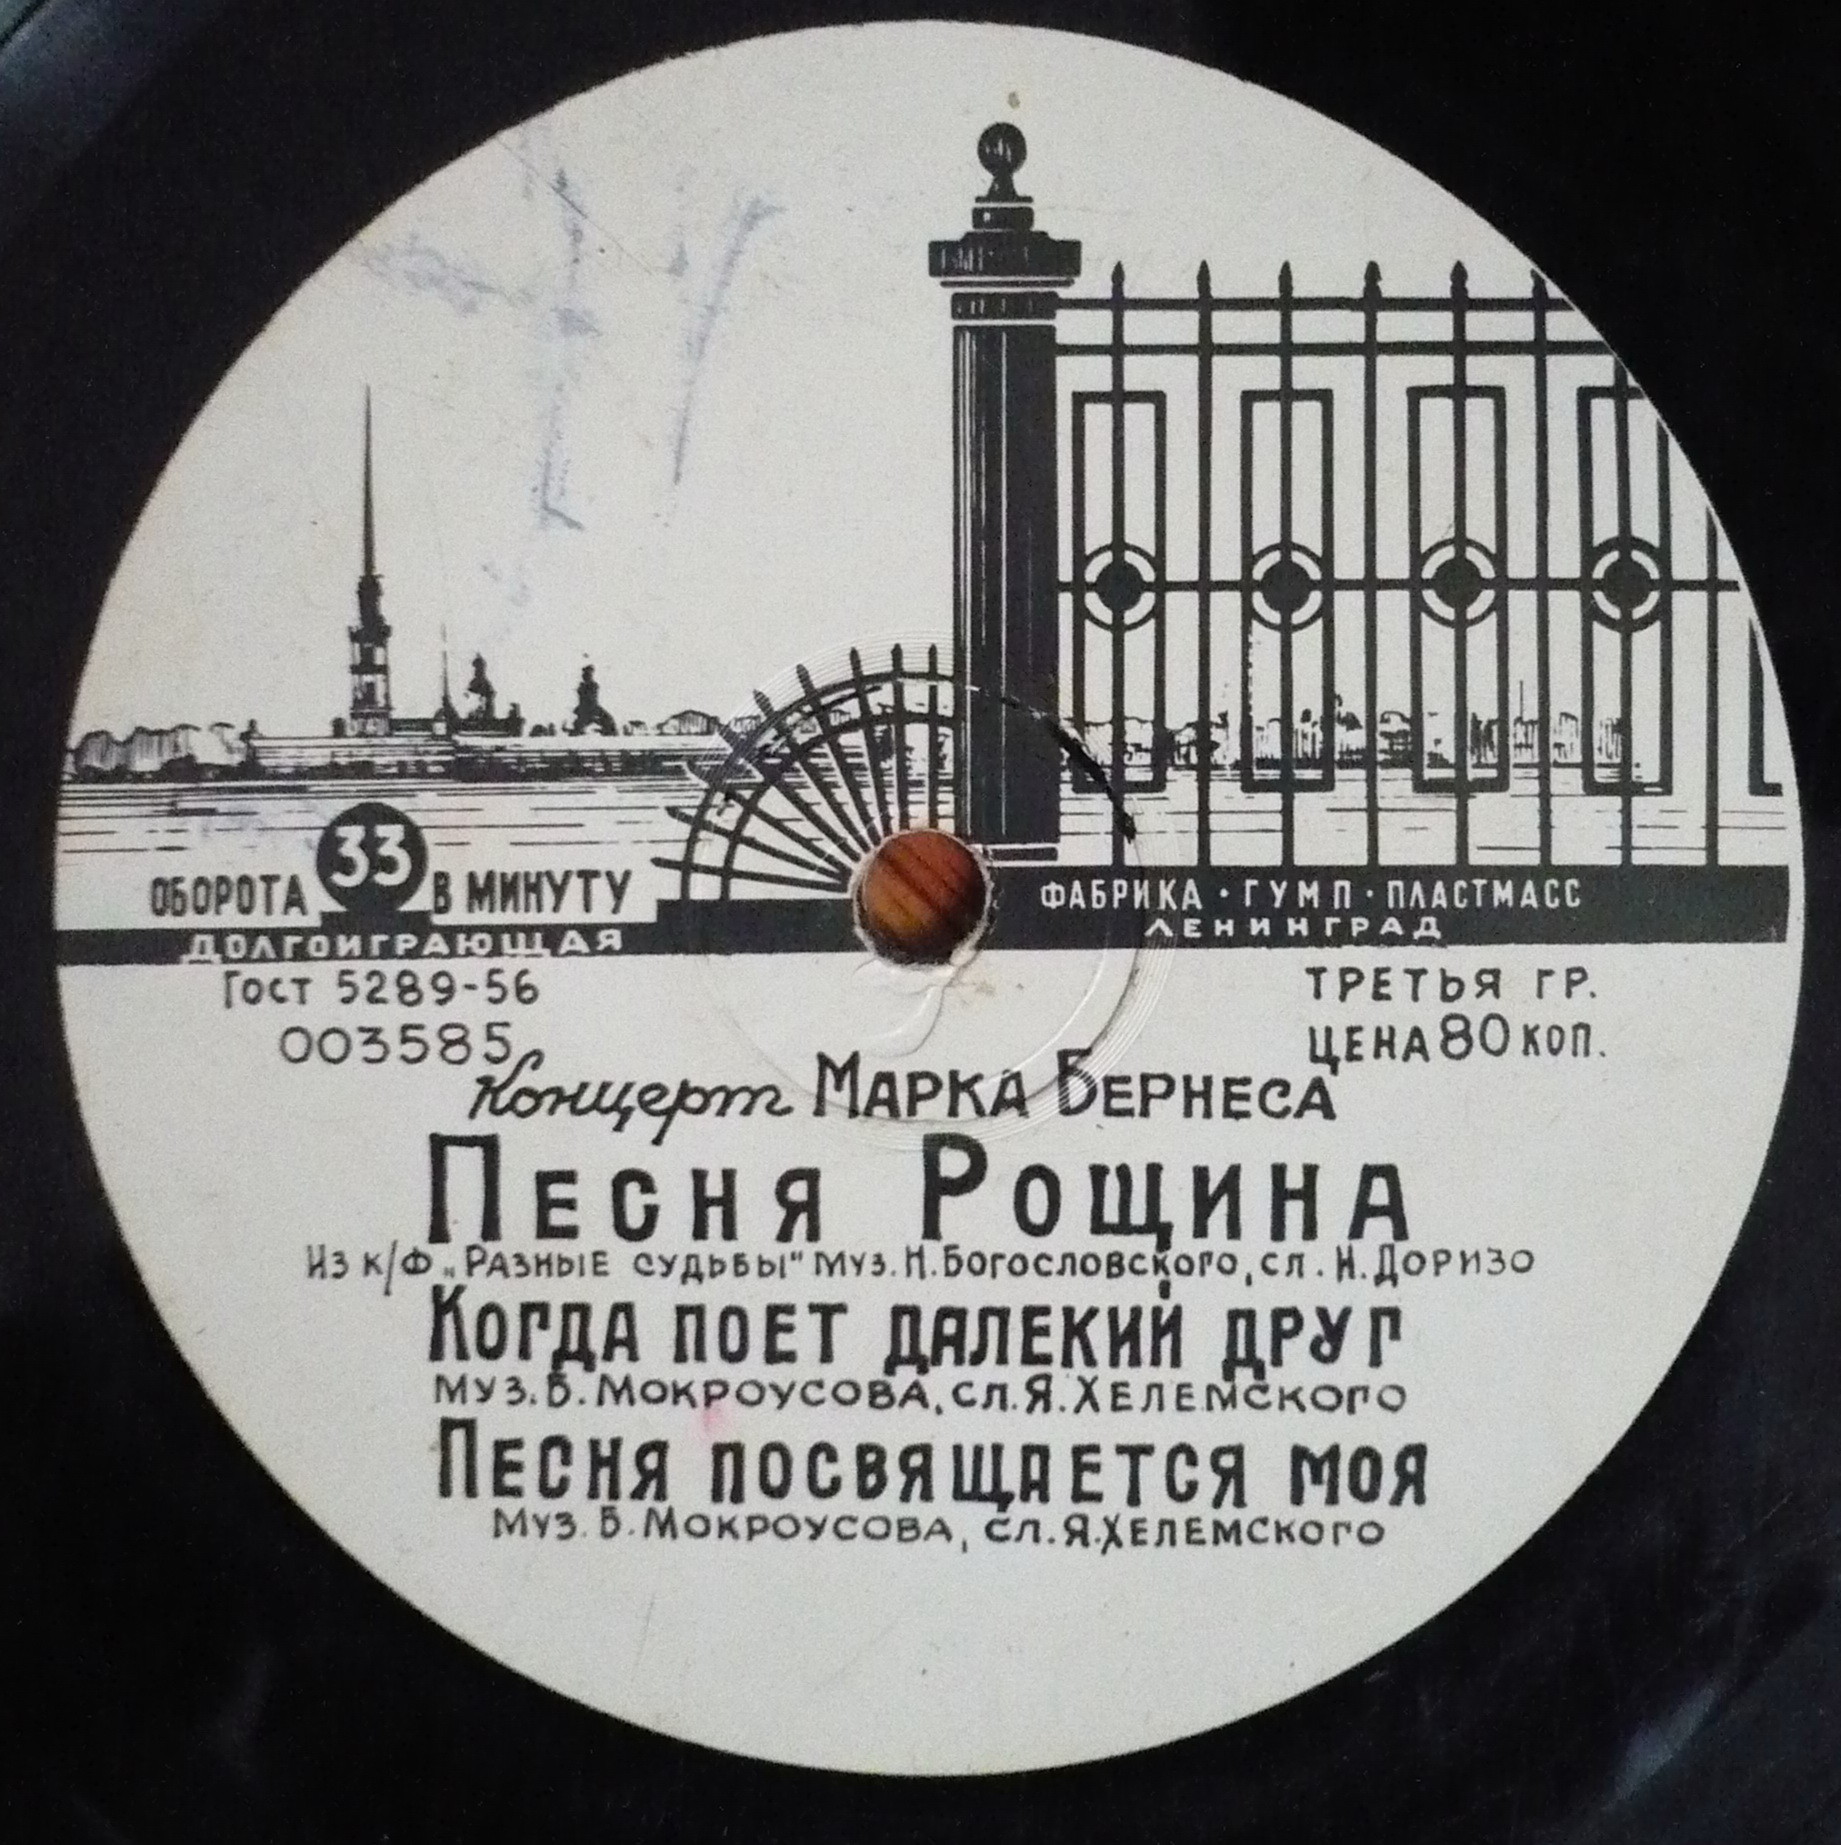 ОБОРОТА 33 В МИНУТУ
ДОЛГОИГРАЮЩАЯ
ФАБРИКА · ГУМП · ПЛАСТМАСС
ЛЕНИНГРАД
Гост 5289-56
003585
ТРЕТЬЯ ГР.
ЦЕНА 80 КОП.
Концерт МАРКА БЕРНЕСА
ПЕСНЯ РОЩИНА
Из к/ф „Разные судьбы" муз. Н. Богословского, сл. Н. Доризо
КОГДА ПОЕТ ДАЛЕКИЙ ДРУГ
муз. Б. Мокроусова, сл. Я. Хелемского
ПЕСНЯ ПОСВЯЩАЕТСЯ МОЯ
Муз. Б. Мокроусова, сл. Я. Хелемского